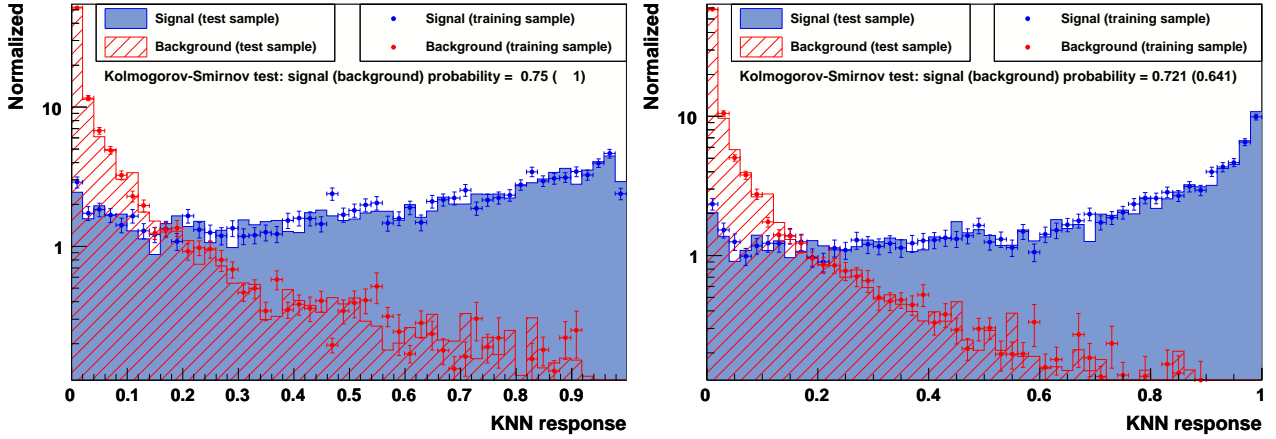 Normalized
Signal (test sample)
Background (test sample)
Signal (training sample)
Background (training sample)
Kolmogorov-Smirnov test: signal (background) probability = 0.75 ( 1)
10
1
0 0.1 0.2 0.3 0.4 0.5 0.6 0.7 0.8 0.9
KNN response
Normalized
Signal (test sample)
Background (test sample)
Signal (training sample)
Background (training sample)
Kolmogorov-Smirnov test: signal (background) probability = 0.721 (0.641)
10
1
0 0.2 0.4 0.6 0.8 1
KNN response